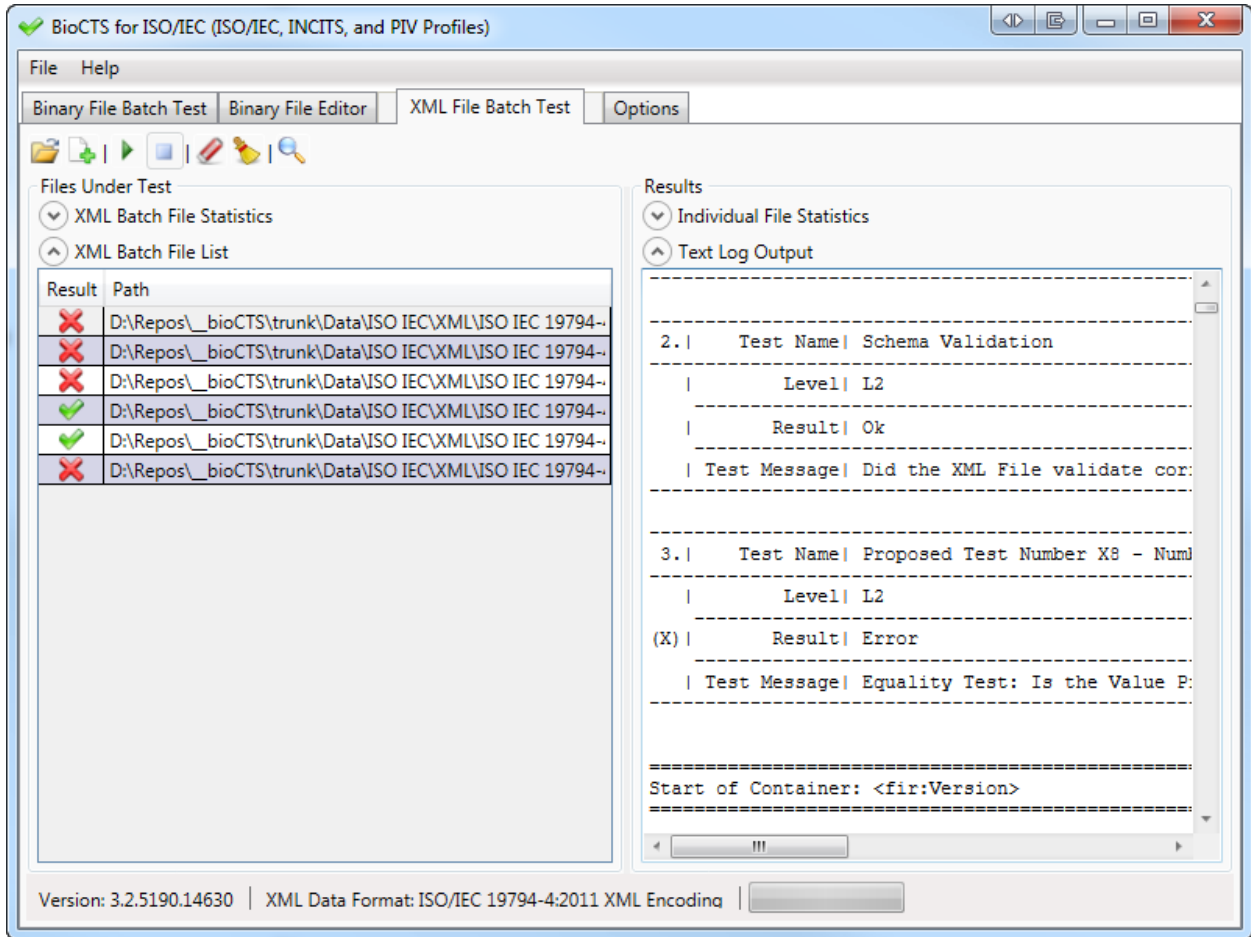 BioCTS for ISO/IEC (ISO/IEC, INCITS, and PIV Profiles)
File Help
Binary File Batch Test Binary File Editor XML File Batch Test Options
Files Under Test
XML Batch File Statistics
XML Batch File List
Result Path
D:\Repos\__bioCTS\trunk\Data\ISO IEC\XML\ISO IEC 19794-
D:\Repos\__bioCTS\trunk\Data\ISO IEC\XML\ISO IEC 19794-
D:\Repos\__bioCTS\trunk\Data\ISO IEC\XML\ISO IEC 19794-
D:\Repos\__bioCTS\trunk\Data\ISO IEC\XML\ISO IEC 19794-
D:\Repos\__bioCTS\trunk\Data\ISO IEC\XML\ISO IEC 19794-
D:\Repos\__bioCTS\trunk\Data\ISO IEC\XML\ISO IEC 19794-
Results
Individual File Statistics
Text Log Output
2.| Test Name| Schema Validation
| Level| L2
| Result| Ok
| Test Message| Did the XML File validate
3.| Test Name| Proposed Test Number X8 -
| Level| L2
(X)| Result| Error
| Test Message| Equality Test: Is the Value
Start of Container: <fir:Version>
Version: 3.2.5190.14630 | XML Data Format: ISO/IEC 19794-4:2011 XML Encoding